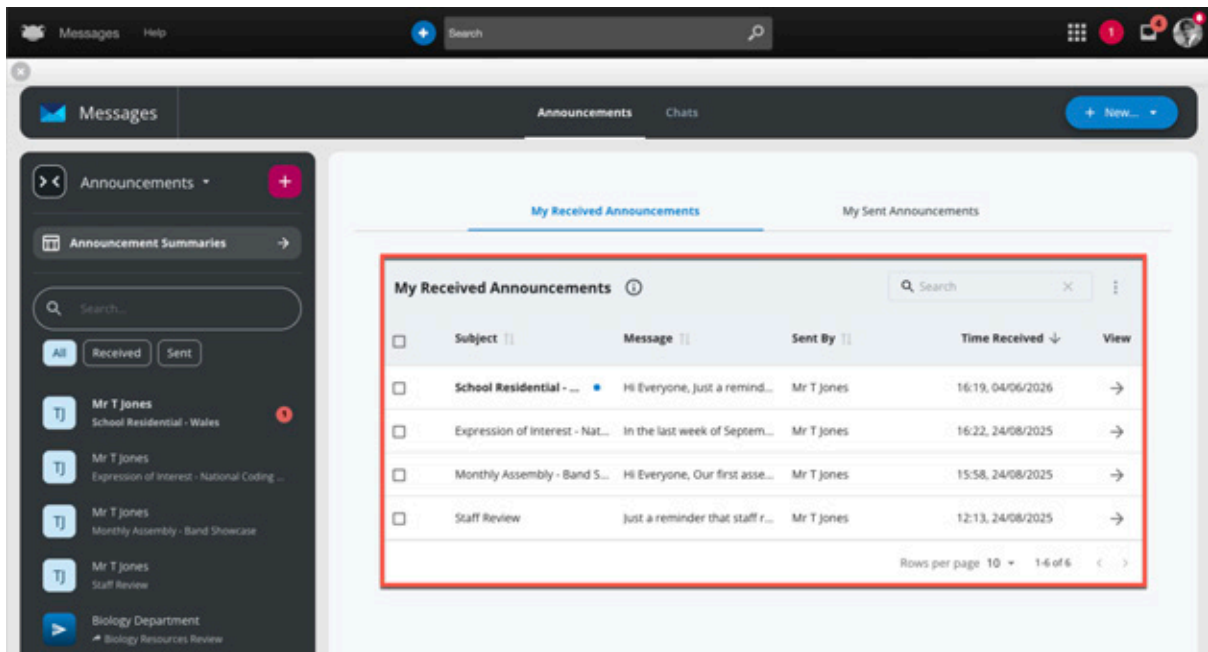 Messages Help Search 1 4
Messages Announcements Chats + New...
Announcements +
Announcement Summaries
Search...
All Received Sent
TJ Mr T Jones
School Residential - Wales 1
TJ Mr T Jones
Expression of Interest - National Coding ...
TJ Mr T Jones
Monthly Assembly - Band Showcase
TJ Mr T Jones
Staff Review
Biology Department
Biology Resources Review
My Received Announcements My Sent Announcements
My Received Announcements Search
Subject Message Sent By Time Received View
School Residential - ... Hi Everyone, Just a remind... Mr T Jones 16:19, 04/06/2026
Expression of Interest - Nat... In the last week of Septem... Mr T Jones 16:22, 24/08/2025
Monthly Assembly - Band S... Hi Everyone, Our first asse... Mr T Jones 15:58, 24/08/2025
Staff Review Just a reminder that staff r... Mr T Jones 12:13, 24/08/2025
Rows per page 10 1-6 of 6